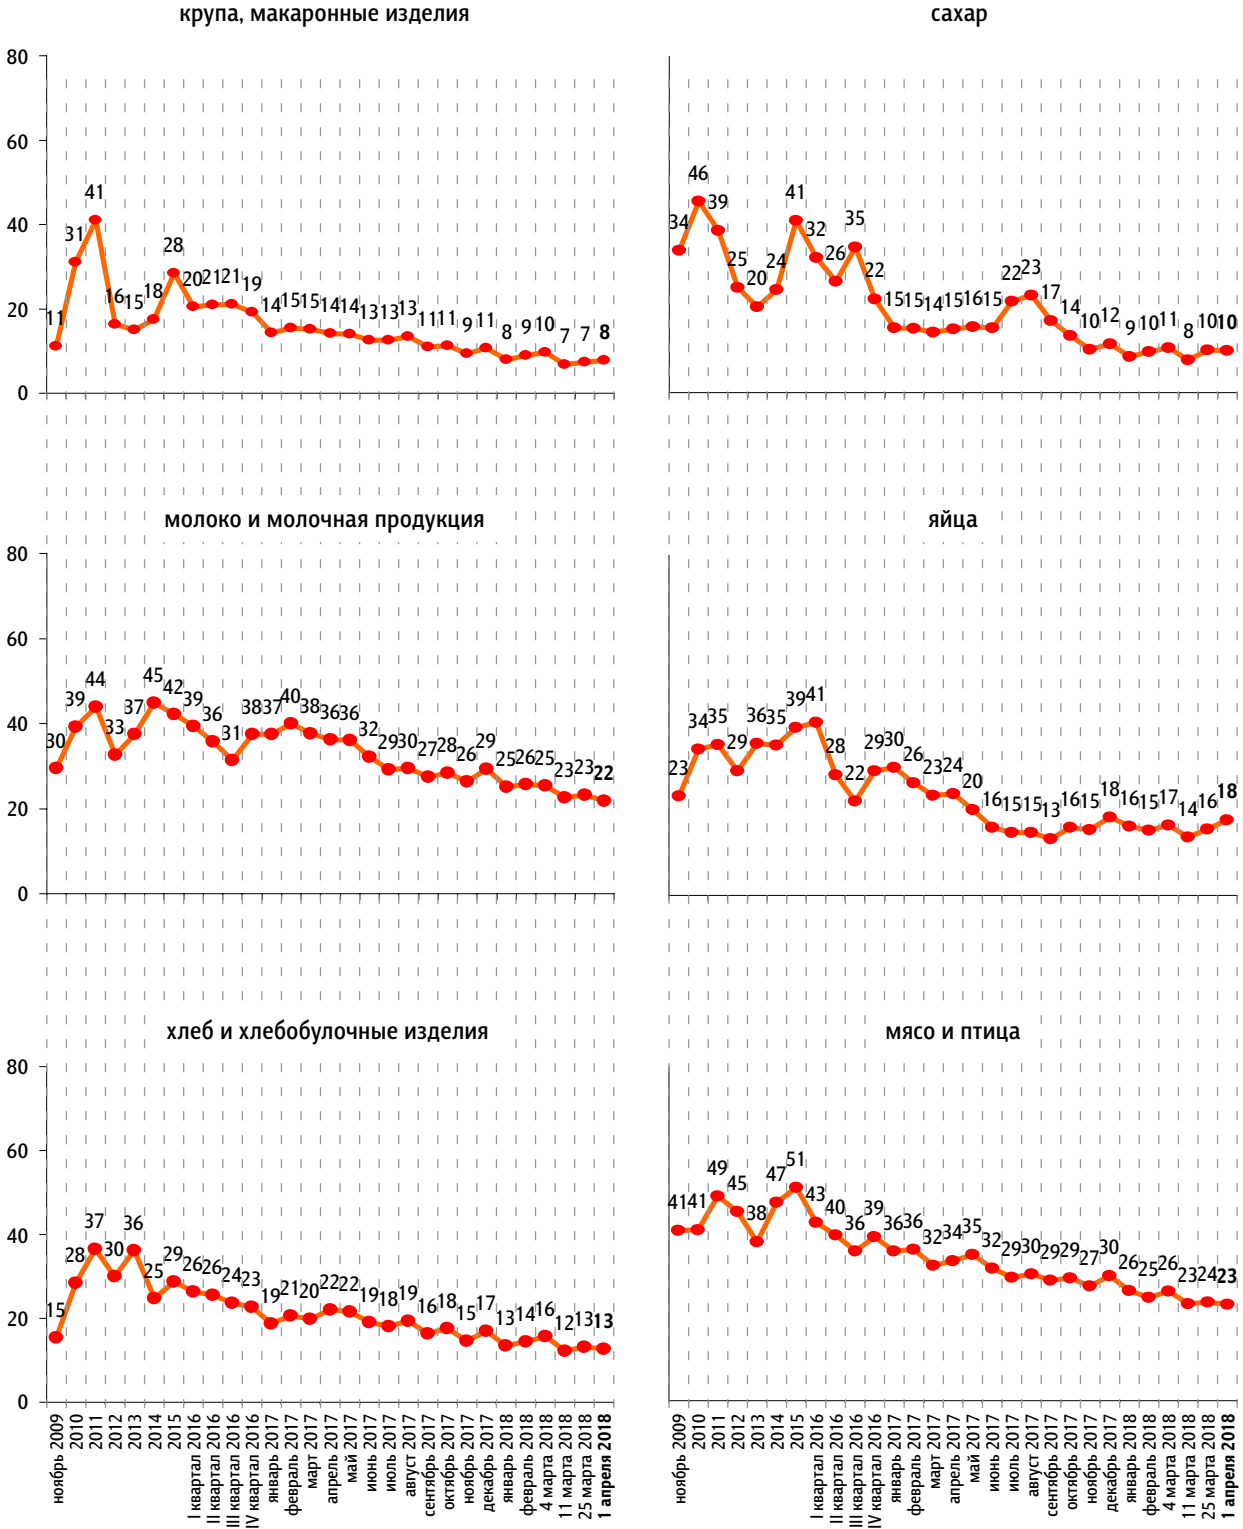 крупа, макаронные изделия
80
60
40
20
0
11 31 41 16 15 18 28 20 21 21 19 14 15 15 14 14 13 13 13 11 11 9 11 8 9 10 7 7 8
сахар
34 46 39 25 20 24 41 32 26 35 22 15 15 14 15 16 15 22 23 17 14 10 12 9 10 11 8 10 10
молоко и молочная продукция
80
60
40
20
0
30 39 44 33 37 45 42 39 36 31 38 37 40 38 36 36 32 29 30 27 28 26 29 25 26 25 23 23 22
яйца
23 34 35 29 36 35 39 41 28 22 29 30 26 23 24 20 16 15 15 13 16 15 18 16 15 17 14 16 18
хлеб и хлебобулочные изделия
80
60
40
20
0
15 28 37 30 36 25 29 26 26 24 23 19 21 20 22 22 19 18 19 16 18 15 17 13 14 16 12 13 13
мясо и птица
41 41 49 45 38 47 51 43 40 36 39 36 36 32 34 35 32 29 30 29 29 27 30 26 25 26 23 24 23
ноябрь 2009
2010
2011
2012
2013
2014
2015
I квартал 2016
II квартал 2016
III квартал 2016
IV квартал 2016
январь 2017
февраль 2017
март 2017
апрель 2017
май 2017
июнь 2017
июль 2017
август 2017
сентябрь 2017
октябрь 2017
ноябрь 2017
декабрь 2017
январь 2018
февраль 2018
4 марта 2018
11 марта 2018
25 марта 2018
1 апреля 2018
ноябрь 2009
2010
2011
2012
2013
2014
2015
I квартал 2016
II квартал 2016
III квартал 2016
IV квартал 2016
январь 2017
февраль 2017
март 2017
апрель 2017
май 2017
июнь 2017
июль 2017
август 2017
сентябрь 2017
октябрь 2017
ноябрь 2017
декабрь 2017
январь 2018
февраль 2018
4 марта 2018
11 марта 2018
25 марта 2018
1 апреля 2018